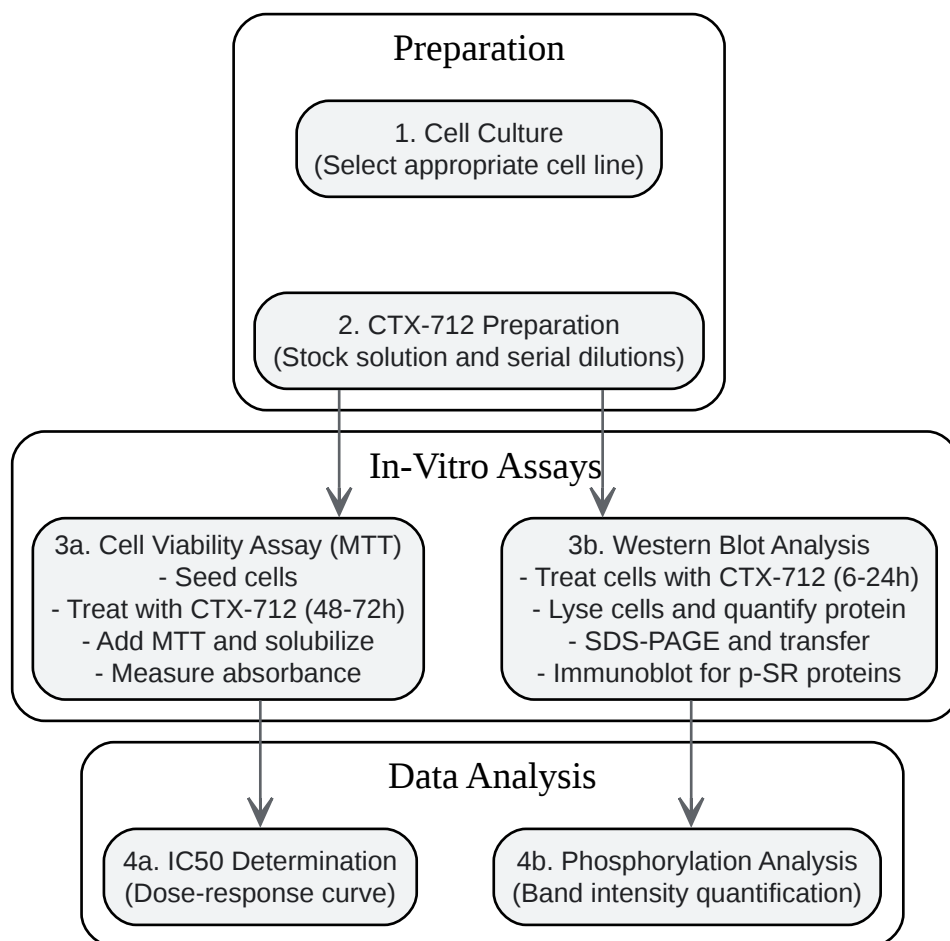 Preparation
1. Cell Culture
(Select appropriate cell line)
2. CTX-712 Preparation
(Stock solution and serial dilutions)
In-Vitro Assays
3a. Cell Viability Assay (MTT)
- Seed cells
- Treat with CTX-712 (48-72h)
- Add MTT and solubilize
- Measure absorbance
3b. Western Blot Analysis
- Treat cells with CTX-712 (6-24h)
- Lyse cells and quantify protein
- SDS-PAGE and transfer
- Immunoblot for p-SR proteins
Data Analysis
4a. IC50 Determination
(Dose-response curve)
4b. Phosphorylation Analysis
(Band intensity quantification)